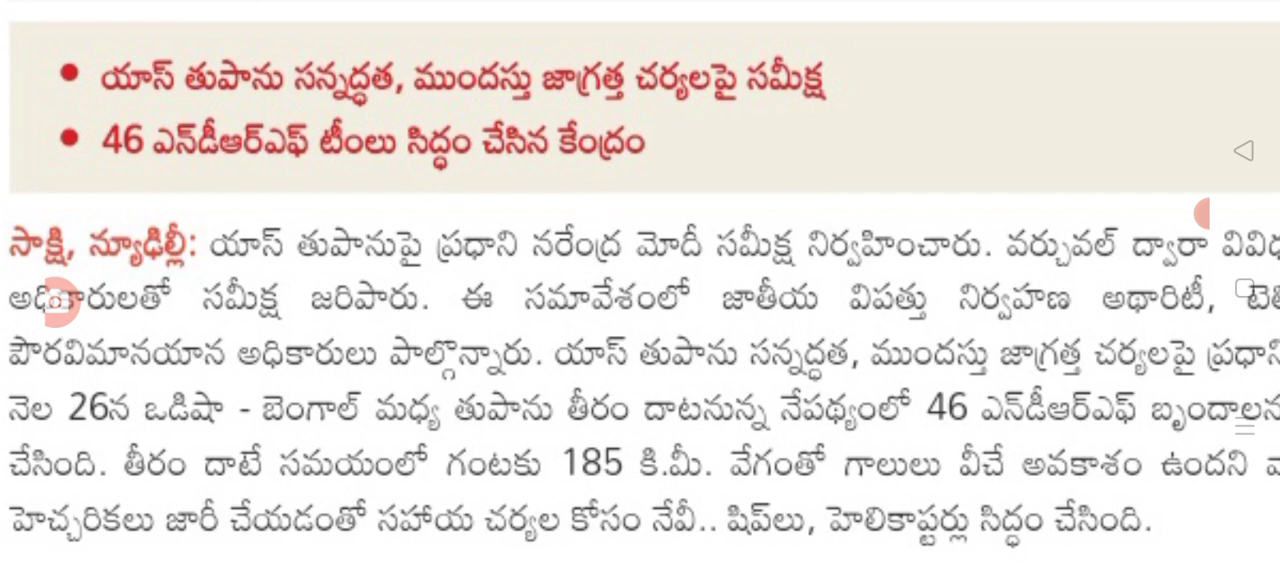 యాస్ తుపాను సన్నద్ధత, ముందస్తు జాగ్రత్త చర్యలపై సమీక్ష
46 ఎన్‌డీఆర్‌ఎఫ్‌ టీంలు సిద్ధం చేసిన కేంద్రం
సాక్షి, న్యూఢిల్లీ: యాస్ తుపానుపై ప్రధాని నరేంద్ర మోదీ సమీక్ష నిర్వహించారు. వర్చువల్ ద్వారా
అధికారులతో సమీక్ష జరిపారు. ఈ సమావేశంలో జాతీయ విపత్తు నిర్వహణ అథారిటీ,
పౌరవిమానయాన అధికారులు పాల్గొన్నారు. యాస్ తుపాను సన్నద్ధత, ముందస్తు జాగ్రత్త చర్యలపై
నెల 26న ఒడిషా - బెంగాల్ మధ్య తుపాను తీరం దాటనున్న నేపథ్యంలో 46 ఎన్‌డీఆర్‌ఎఫ్‌
చేసింది. తీరం దాటే సమయంలో గంటకు 185 కి.మీ. వేగంతో గాలులు వీచే అవకాశం ఉందని
హెచ్చరికలు జారీ చేయడంతో సహాయ చర్యల కోసం నేవీ.. షిప్‌లు, హెలికాప్టర్లు సిద్ధం చేసింది.